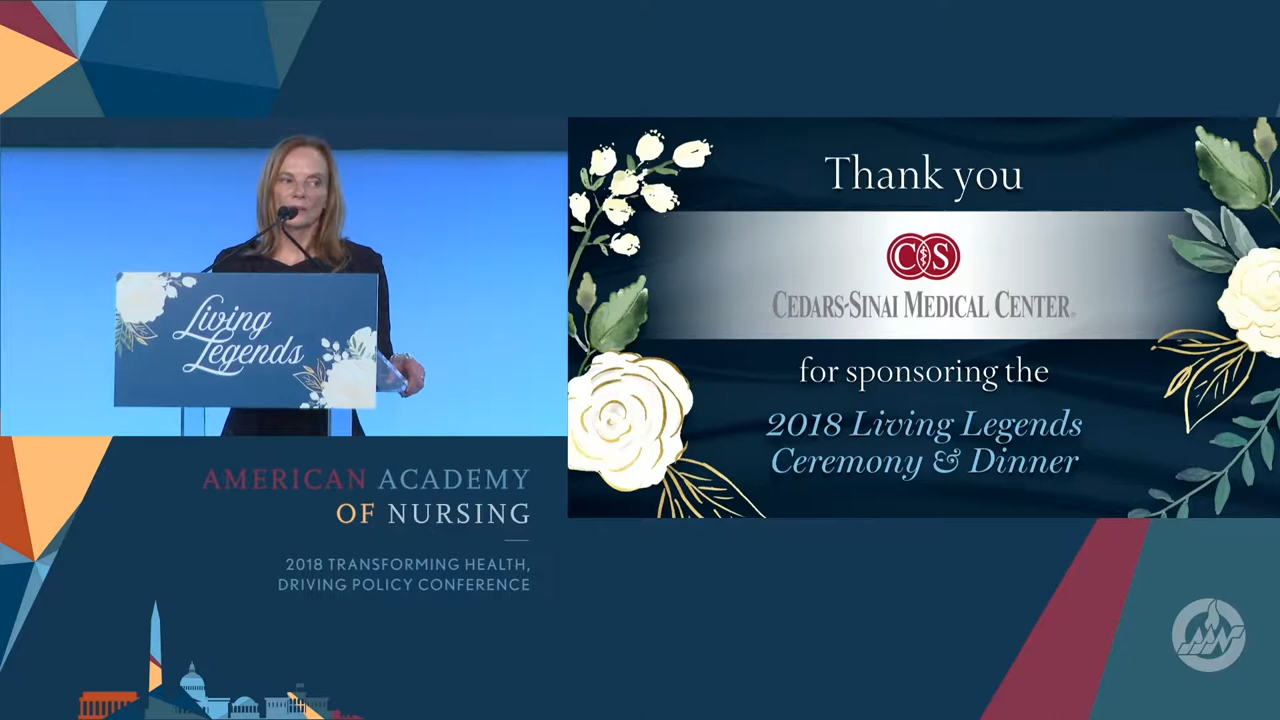 Living
Legends
Thank you
CS
CEDARS-SINAI MEDICAL CENTER®
for sponsoring the
2018 Living Legends
Ceremony & Dinner
AMERICAN ACADEMY
OF NURSING
2018 TRANSFORMING HEALTH,
DRIVING POLICY CONFERENCE